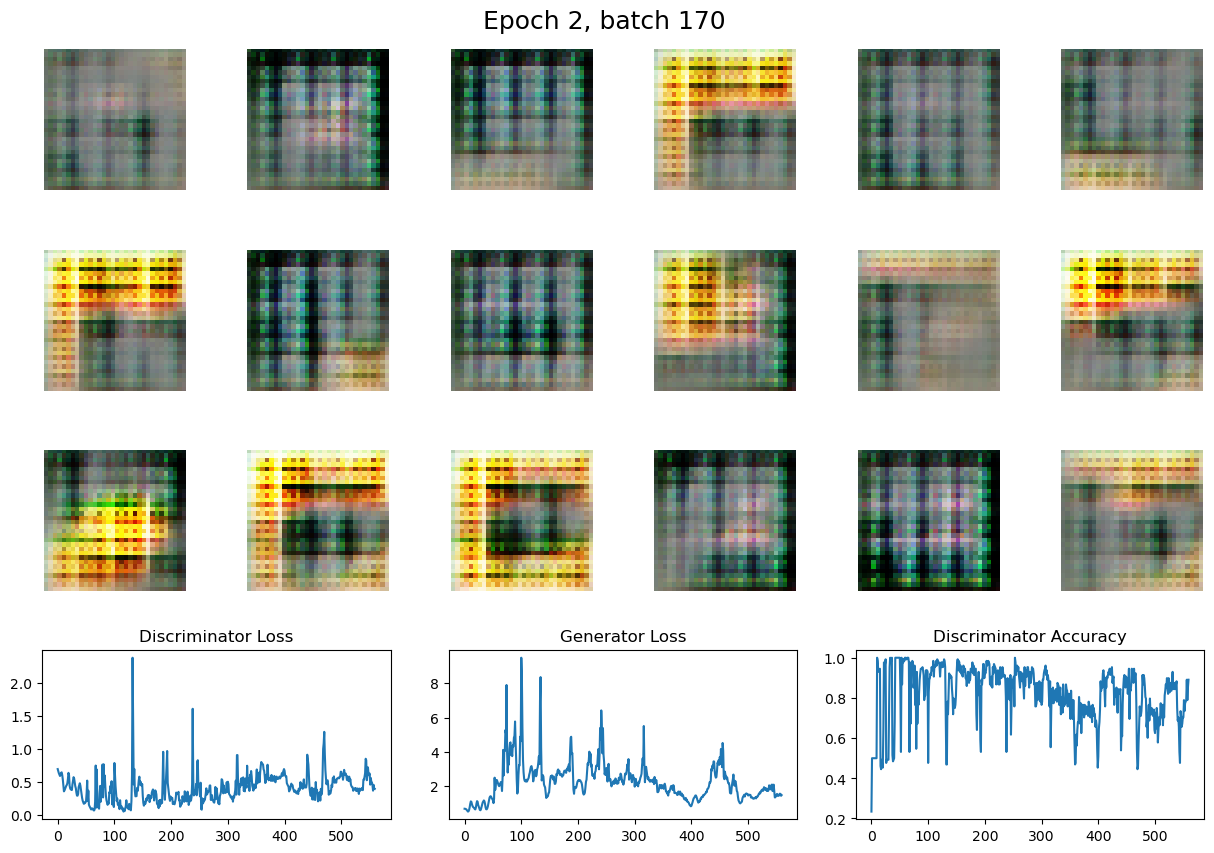 Epoch 2, batch 170
Discriminator Loss
Generator Loss
Discriminator Accuracy
2.0
1.5
1.0
0.5
0.0
0 100 200 300 400 500
8
6
4
2
0 100 200 300 400 500
1.0
0.8
0.6
0.4
0.2
0 100 200 300 400 500